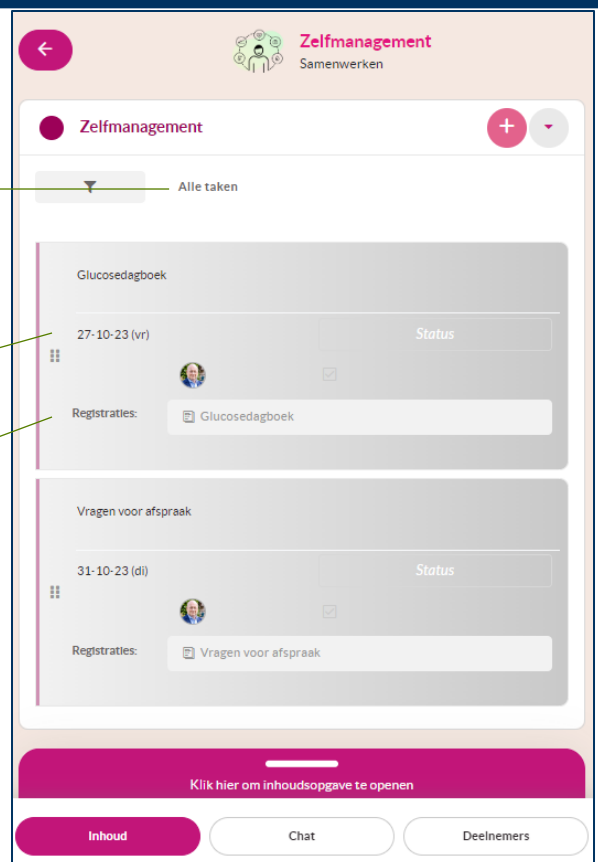 Zelfmanagement
Samenwerken
Zelfmanagement
Alle taken
Glucosedagboek
27-10-23 (vr)
Status
Registraties:
Glucosedagboek
Vragen voor afspraak
31-10-23 (di)
Status
Registraties:
Vragen voor afspraak
Klik hier om inhoudsopgave te openen
Inhoud
Chat
Deelnemers